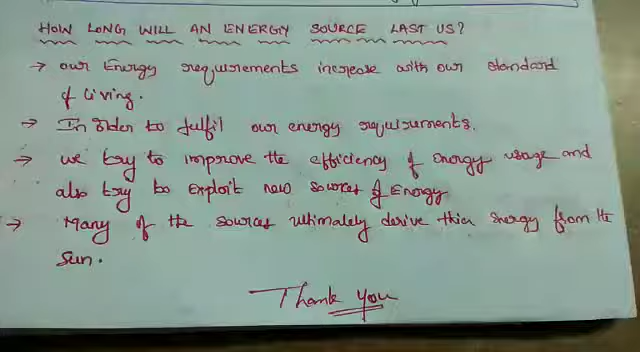 HOW LONG WILL AN ENERGY SOURCE LAST US?
→ our Energy requirements increase with our standard
of living.
→ In order to fulfil our energy requirements.
→ we try to improve the efficiency of energy usage and
also try to exploit new sources of Energy
→ Many of the sources ultimately derive their energy from the
Sun.
Thank you